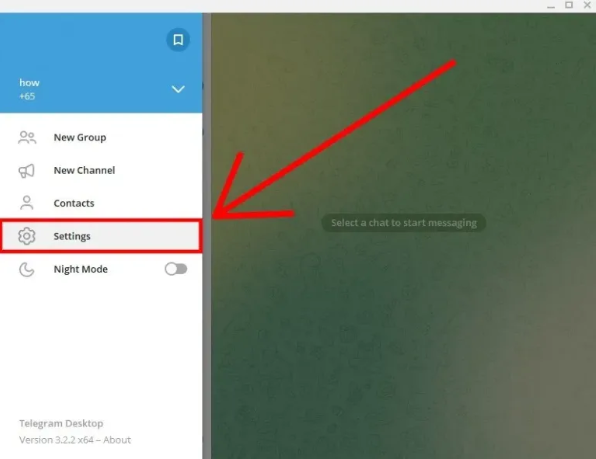 how
+65
New Group
New Channel
Contacts
Settings
Night Mode
Select a chat to start messaging
Telegram Desktop
Version 3.2.2 x64 – About